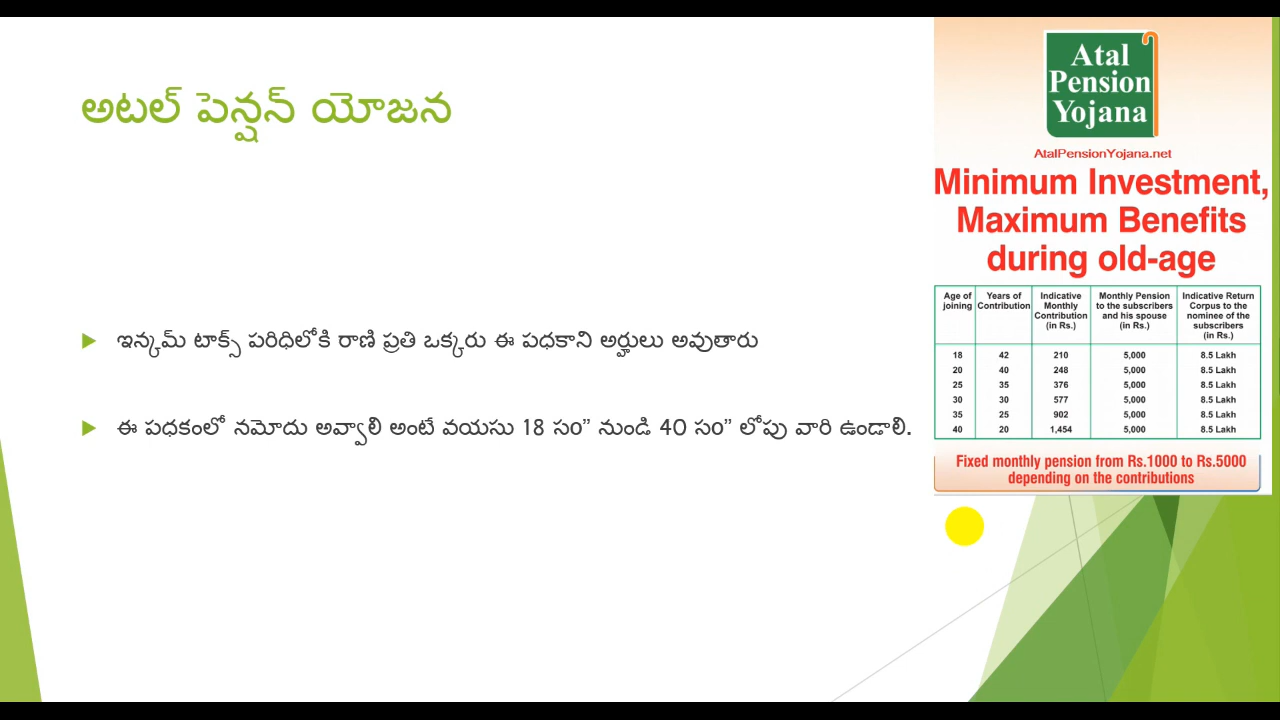 అటల్ పెన్షన్ యోజన
ఇన్కమ్ టాక్స్ పరిధిలోకి రాణి ప్రతి ఒక్కరు ఈ పధకాని అర్హులు అవుతారు
ఈ పధకంలో నమోదు అవ్వాలి అంటే వయసు 18 సం” నుండి 40 సం” లోపు వారి ఉండాలి.
Atal
Pension
Yojana
AtalPensionYojana.net
Minimum Investment,
Maximum Benefits
during old-age
Age of joining Years of Contribution Indicative Monthly Contribution (in Rs.) Monthly Pension to the subscribers and his spouse (in Rs.) Indicative Return Corpus to the nominee of the subscribers (in Rs.)
18 42 210 5,000 8.5 Lakh
20 40 248 5,000 8.5 Lakh
25 35 376 5,000 8.5 Lakh
30 30 577 5,000 8.5 Lakh
35 25 902 5,000 8.5 Lakh
40 20 1,454 5,000 8.5 Lakh
Fixed monthly pension from Rs.1000 to Rs.5000
depending on the contributions